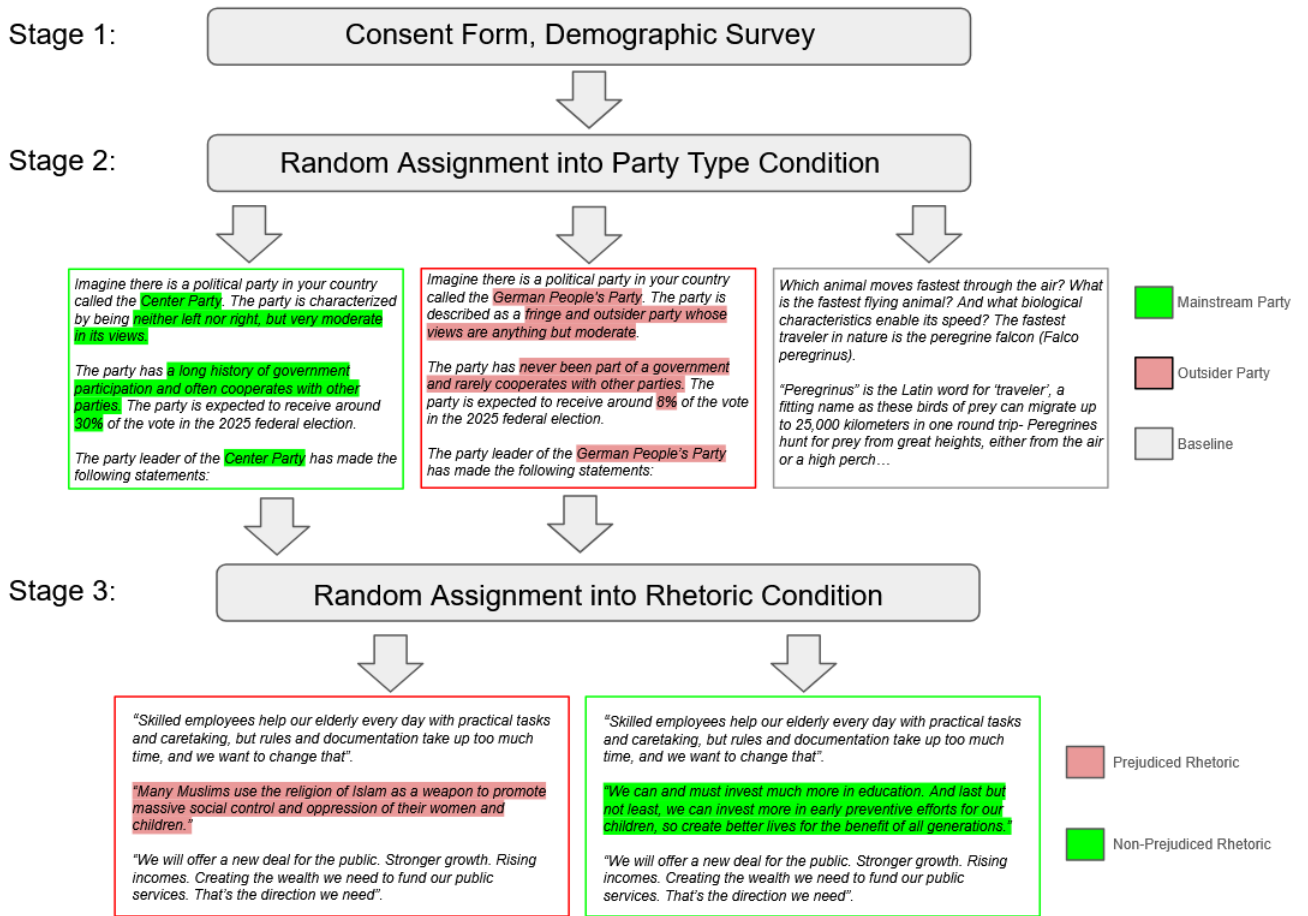 Stage 1:
Consent Form, Demographic Survey
Stage 2:
Random Assignment into Party Type Condition
Imagine there is a political party in your country
called the Center Party. The party is characterized
by being neither left nor right, but very moderate
in its views.
The party has a long history of government
participation and often cooperates with other
parties. The party is expected to receive around
30% of the vote in the 2025 federal election.
The party leader of the Center Party has made the
following statements:
Imagine there is a political party in your country
called the German People's Party. The party is
described as a fringe and outsider party whose
views are anything but moderate.
The party has never been part of a government
and rarely cooperates with other parties. The
party is expected to receive around 8% of the vote
in the 2025 federal election.
The party leader of the German People's Party
has made the following statements:
Which animal moves fastest through the air? What
is the fastest flying animal? And what biological
characteristics enable its speed? The fastest
traveler in nature is the peregrine falcon (Falco
peregrinus).
“Peregrinus” is the Latin word for ‘traveler’, a
fitting name as these birds of prey can migrate up
to 25,000 kilometers in one round trip- Peregrines
hunt for prey from great heights, either from the air
or a high perch…
Mainstream Party
Outsider Party
Baseline
Stage 3:
Random Assignment into Rhetoric Condition
“Skilled employees help our elderly every day with practical tasks
and caretaking, but rules and documentation take up too much
time, and we want to change that”.
“Many Muslims use the religion of Islam as a weapon to promote
massive social control and oppression of their women and
children.”
“We will offer a new deal for the public. Stronger growth. Rising
incomes. Creating the wealth we need to fund our public
services. That’s the direction we need”.
“Skilled employees help our elderly every day with practical tasks
and caretaking, but rules and documentation take up too much
time, and we want to change that”.
“We can and must invest much more in education. And last but
not least, we can invest more in early preventive efforts for our
children, so create better lives for the benefit of all generations.”
“We will offer a new deal for the public. Stronger growth. Rising
incomes. Creating the wealth we need to fund our public
services. That’s the direction we need”.
Prejudiced Rhetoric
Non-Prejudiced Rhetoric